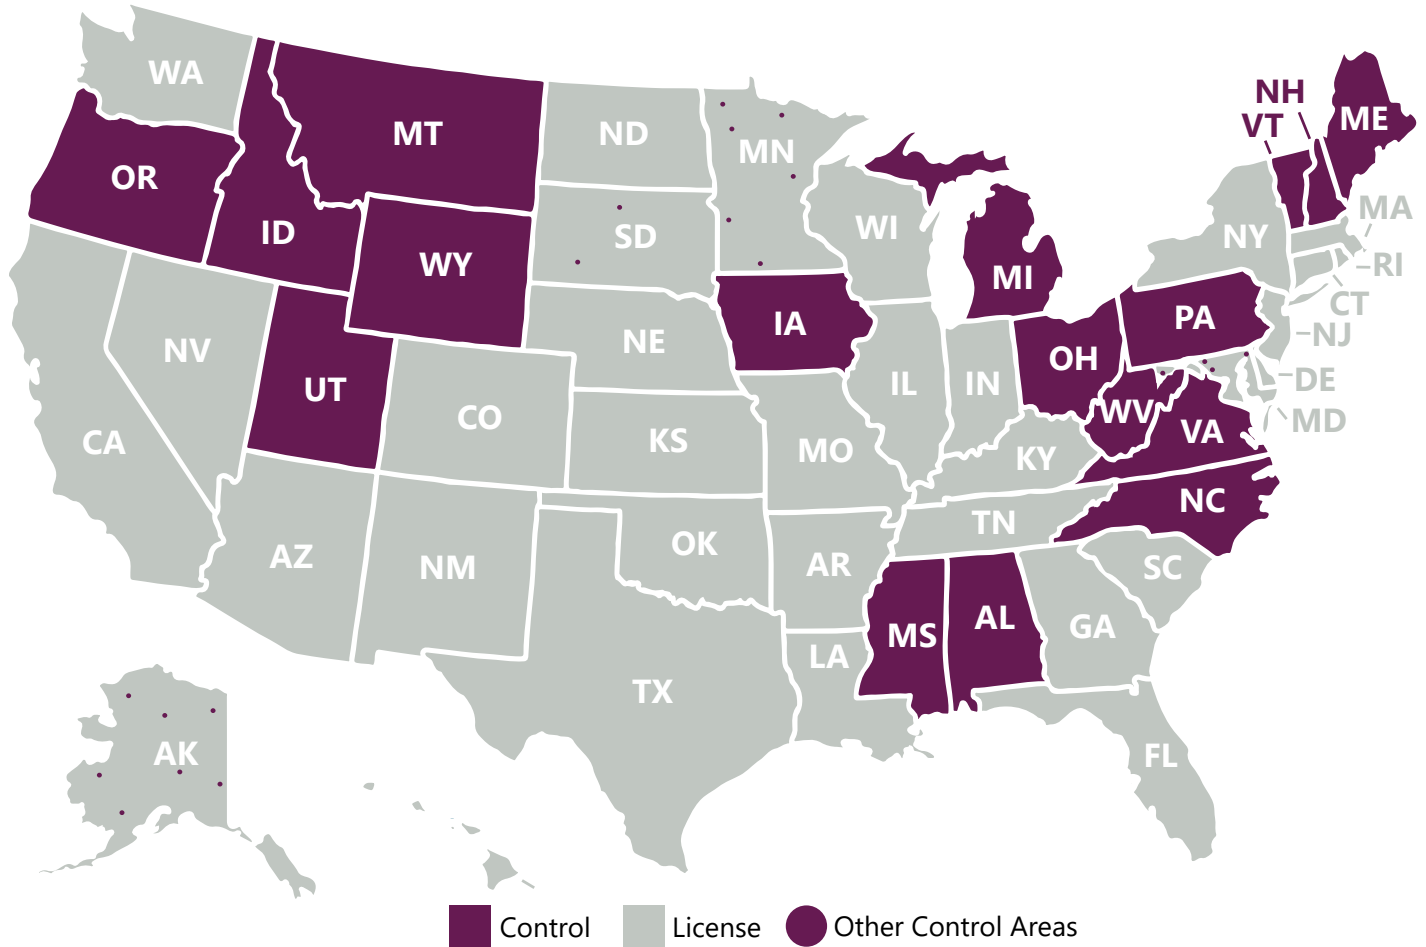 WA
MT
ND
MN
NH
VT
ME
OR
ID
WY
SD
WI
MI
NY
MA
RI
CT
NJ
DE
MD
NV
UT
CO
NE
IA
IL
IN
OH
PA
WV
VA
CA
KS
MO
KY
NC
AZ
NM
OK
AR
TN
SC
TX
LA
MS
AL
GA
FL
AK
Control
License
Other Control Areas